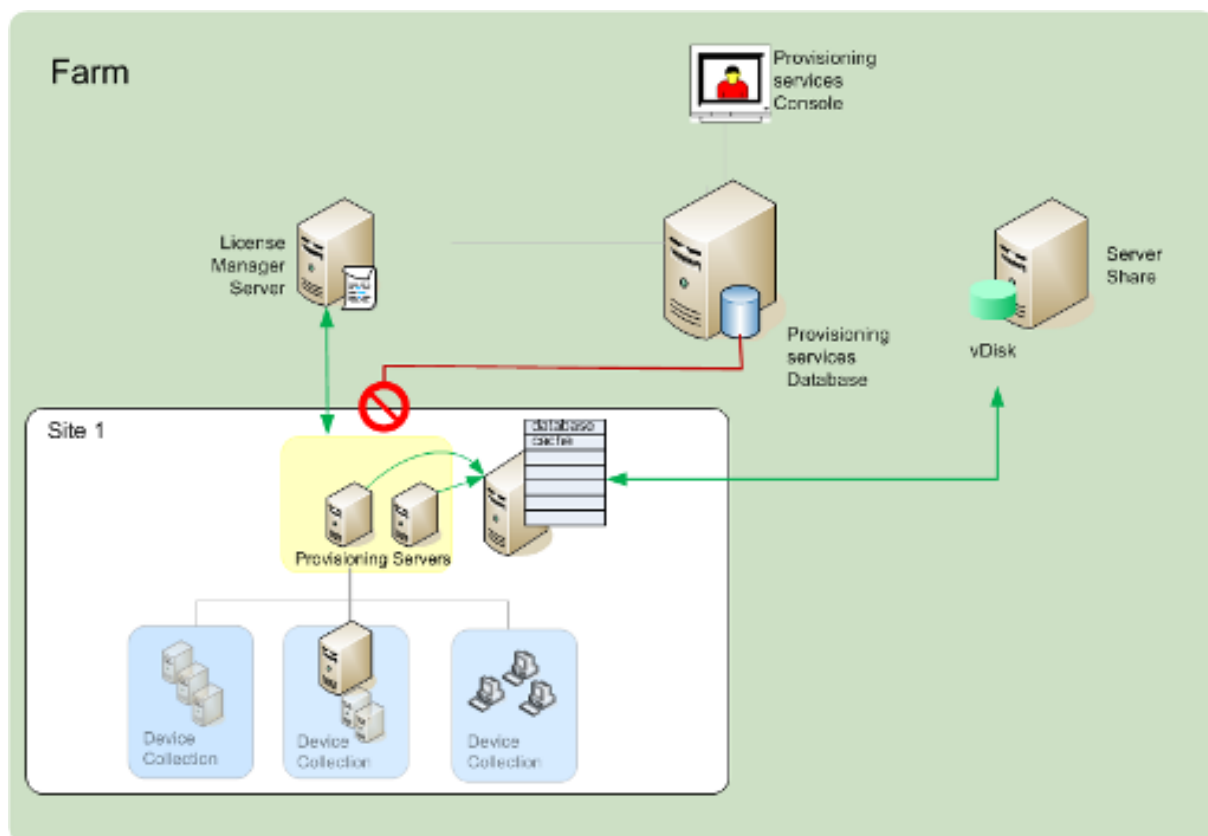 Farm
Provisioning
services
Console
License
Manager
Server
Server
Share
vDisk
Provisioning
services
Database
Site 1
database
cache
Provisioning Servers
Device
Collection
Device
Collection
Device
Collection